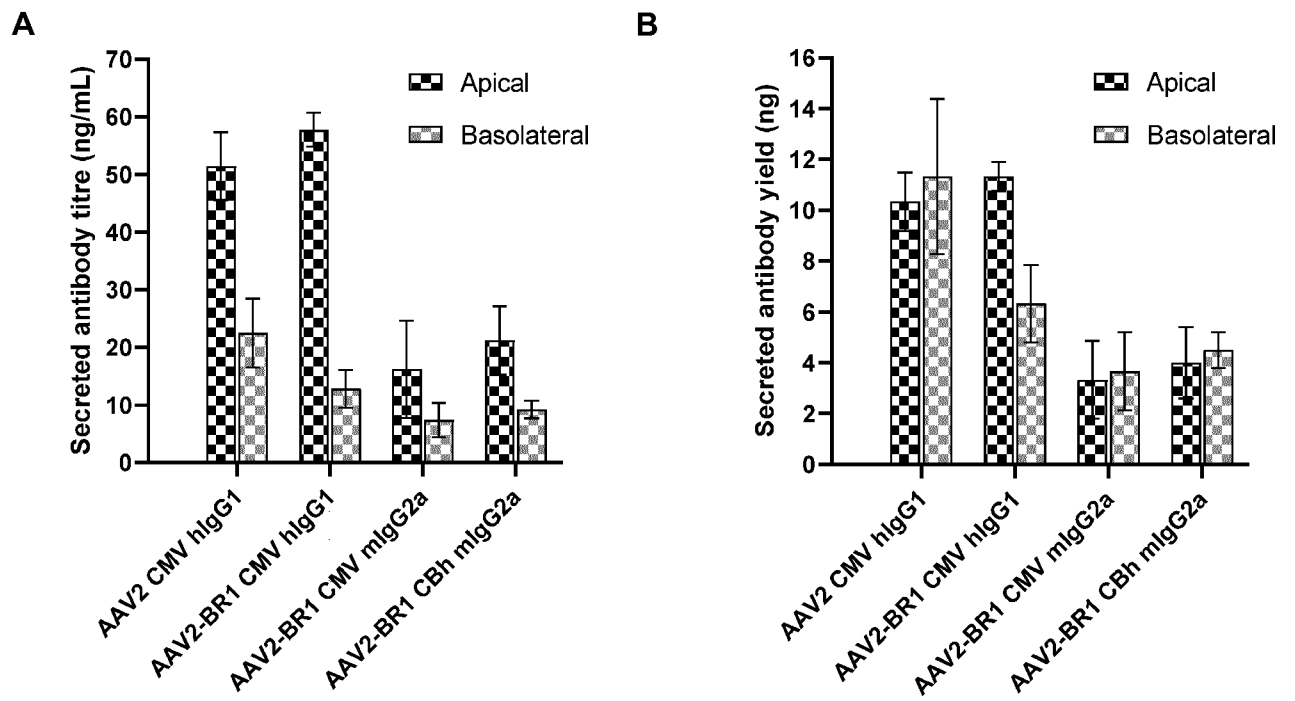 A
Secreted antibody titre (ng/mL)
70
60
50
40
30
20
10
0
Apical
Basolateral
AAV2 CMV hIgG1
AAV2-BR1 CMV hIgG1
AAV2-BR1 CMV mIgG2a
AAV2-BR1 CBh mIgG2a
B
Secreted antibody yield (ng)
16
14
12
10
8
6
4
2
0
Apical
Basolateral
AAV2 CMV hIgG1
AAV2-BR1 CMV hIgG1
AAV2-BR1 CMV mIgG2a
AAV2-BR1 CBh mIgG2a